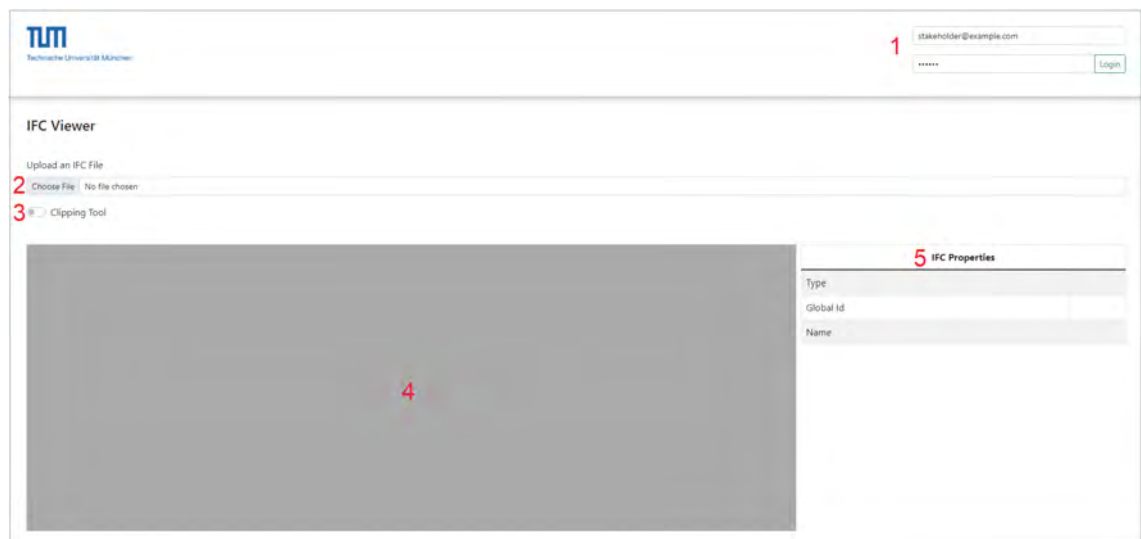 TUM
Technische Universität München
1
stakeholder@example.com
••••••
Login
IFC Viewer
Upload an IFC File
2
Choose File No file chosen
3
Clipping Tool
4
5
IFC Properties
Type
Global Id
Name